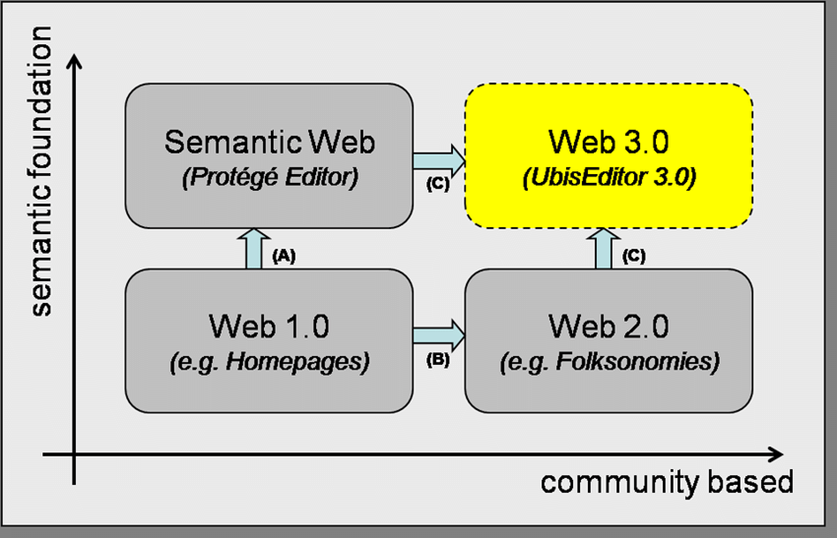 semantic foundation
Semantic Web
(Protégé Editor)
(C)
Web 3.0
(UbisEditor 3.0)
(A)
(C)
Web 1.0
(e.g. Homepages)
(B)
Web 2.0
(e.g. Folksonomies)
community based